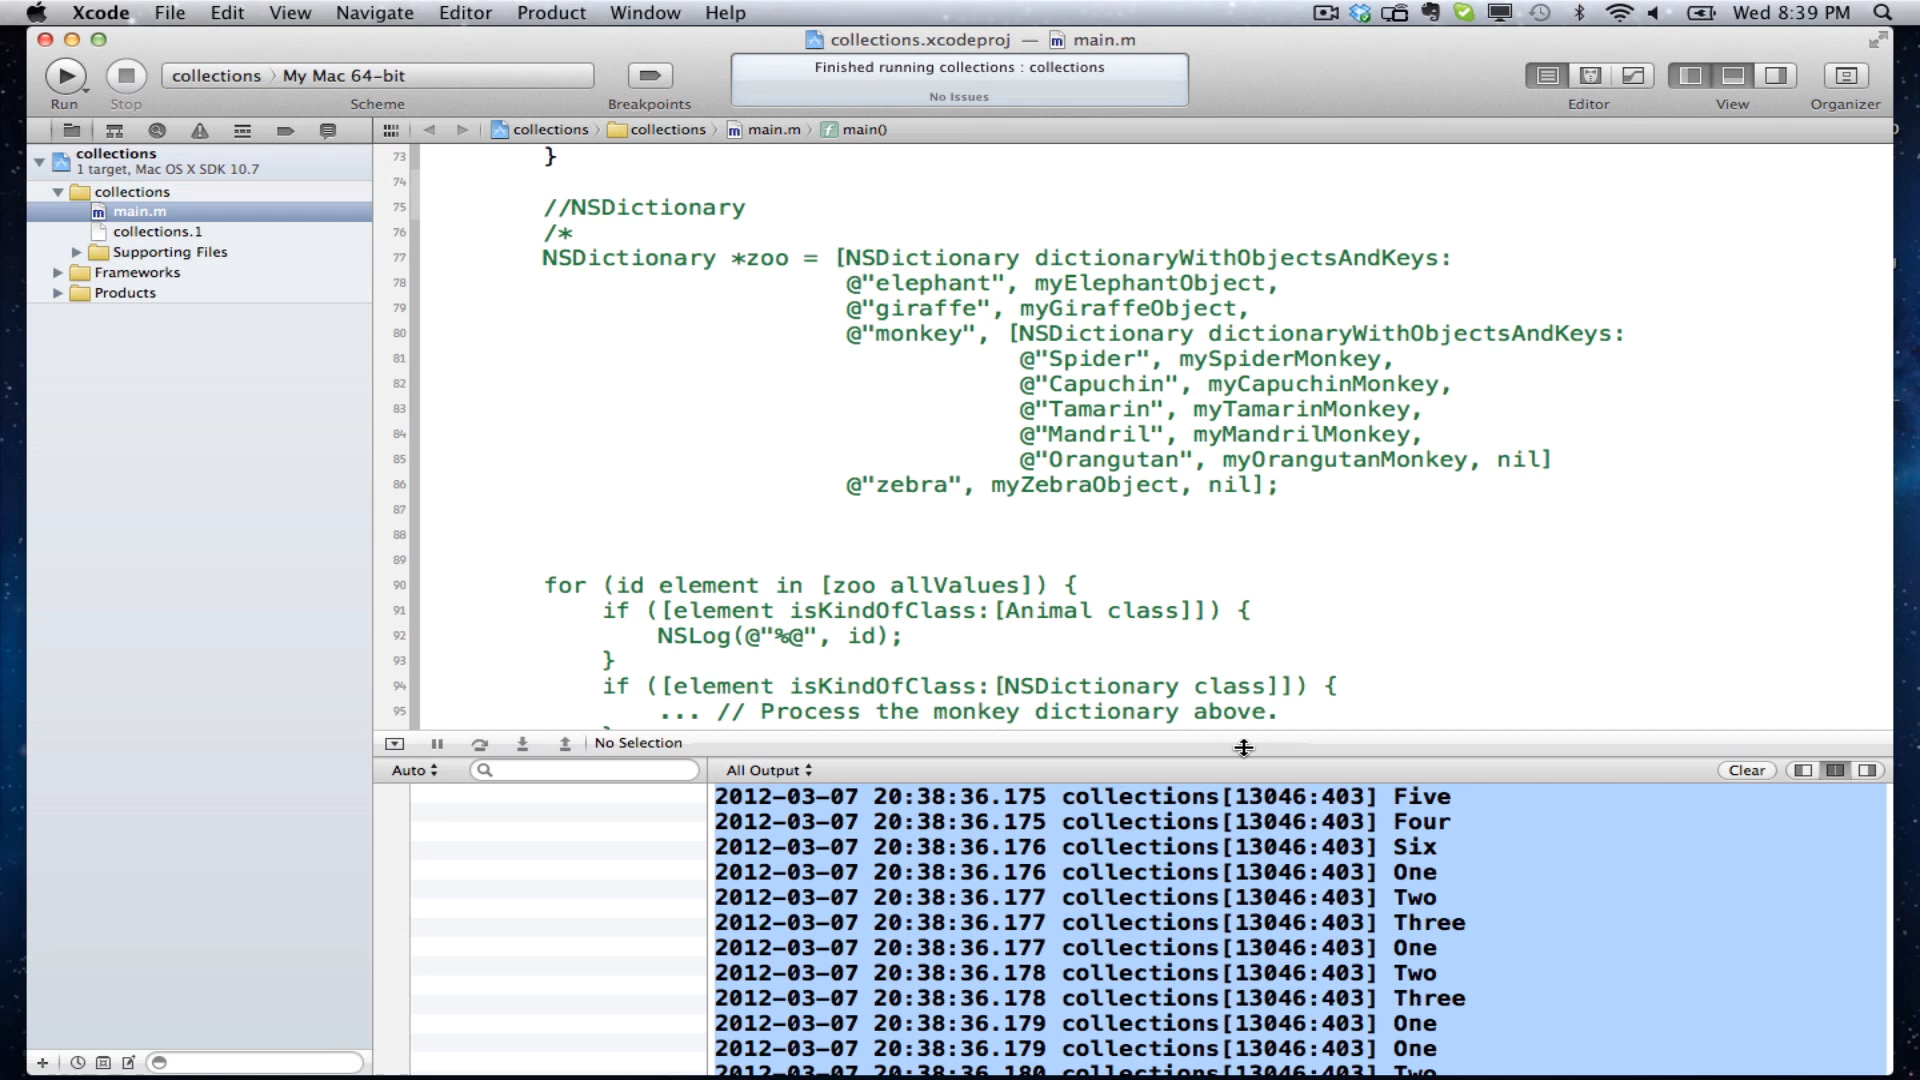 Xcode File Edit View Navigate Editor Product Window Help Wed 8:39 PM
collections.xcodeproj — main.m
Run Stop
collections My Mac 64-bit
Scheme
Breakpoints
Finished running collections : collections
No Issues
Editor View Organizer
collections collections main.m main()
collections
1 target, Mac OS X SDK 10.7
collections
main.m
collections.1
Supporting Files
Frameworks
Products
73 }
74
75 //NSDictionary
76 /*
77 NSDictionary *zoo = [NSDictionary dictionaryWithObjectsAndKeys:
78 @"elephant", myElephantObject,
79 @"giraffe", myGiraffeObject,
80 @"monkey", [NSDictionary dictionaryWithObjectsAndKeys:
81 @"Spider", mySpiderMonkey,
82 @"Capuchin", myCapuchinMonkey,
83 @"Tamarin", myTamarinMonkey,
84 @"Mandril", myMandrilMonkey,
85 @"Orangutan", myOrangutanMonkey, nil]
86 @"zebra", myZebraObject, nil];
87
88
89
90 for (id element in [zoo allValues]) {
91 if ([element isKindOfClass:[Animal class]]) {
92 NSLog(@"%@", id);
93 }
94 if ([element isKindOfClass:[NSDictionary class]]) {
95 ... // Process the monkey dictionary above.
No Selection
Auto All Output Clear
2012-03-07 20:38:36.175 collections[13046:403] Five
2012-03-07 20:38:36.175 collections[13046:403] Four
2012-03-07 20:38:36.176 collections[13046:403] Six
2012-03-07 20:38:36.176 collections[13046:403] One
2012-03-07 20:38:36.177 collections[13046:403] Two
2012-03-07 20:38:36.177 collections[13046:403] Three
2012-03-07 20:38:36.177 collections[13046:403] One
2012-03-07 20:38:36.178 collections[13046:403] Two
2012-03-07 20:38:36.178 collections[13046:403] Three
2012-03-07 20:38:36.179 collections[13046:403] One
2012-03-07 20:38:36.179 collections[13046:403] One
2012-03-07 20:38:36.180 collections[13046:403] Two